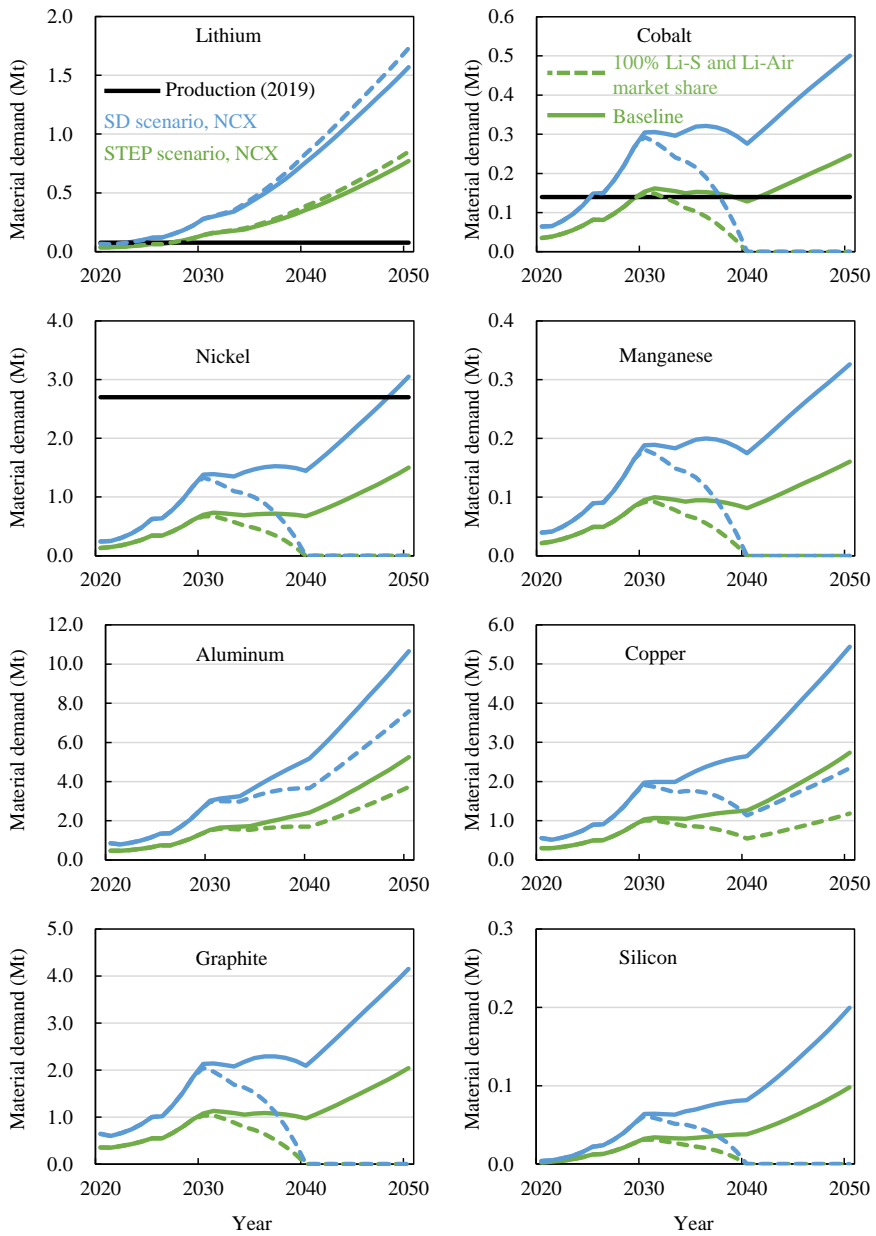 Material demand (Mt)
2.0
1.5
1.0
0.5
0.0
Lithium
Production (2019)
SD scenario, NCX
STEP scenario, NCX
2020 2030 2040 2050
Material demand (Mt)
0.6
0.5
0.4
0.3
0.2
0.1
0.0
Cobalt
100% Li-S and Li-Air
market share
Baseline
2020 2030 2040 2050
Material demand (Mt)
4.0
3.0
2.0
1.0
0.0
Nickel
2020 2030 2040 2050
Material demand (Mt)
0.4
0.3
0.2
0.1
0.0
Manganese
2020 2030 2040 2050
Material demand (Mt)
12.0
10.0
8.0
6.0
4.0
2.0
0.0
Aluminum
2020 2030 2040 2050
Material demand (Mt)
6.0
5.0
4.0
3.0
2.0
1.0
0.0
Copper
2020 2030 2040 2050
Material demand (Mt)
5.0
4.0
3.0
2.0
1.0
0.0
Graphite
2020 2030 2040 2050
Year
Material demand (Mt)
0.3
0.2
0.1
0.0
Silicon
2020 2030 2040 2050
Year